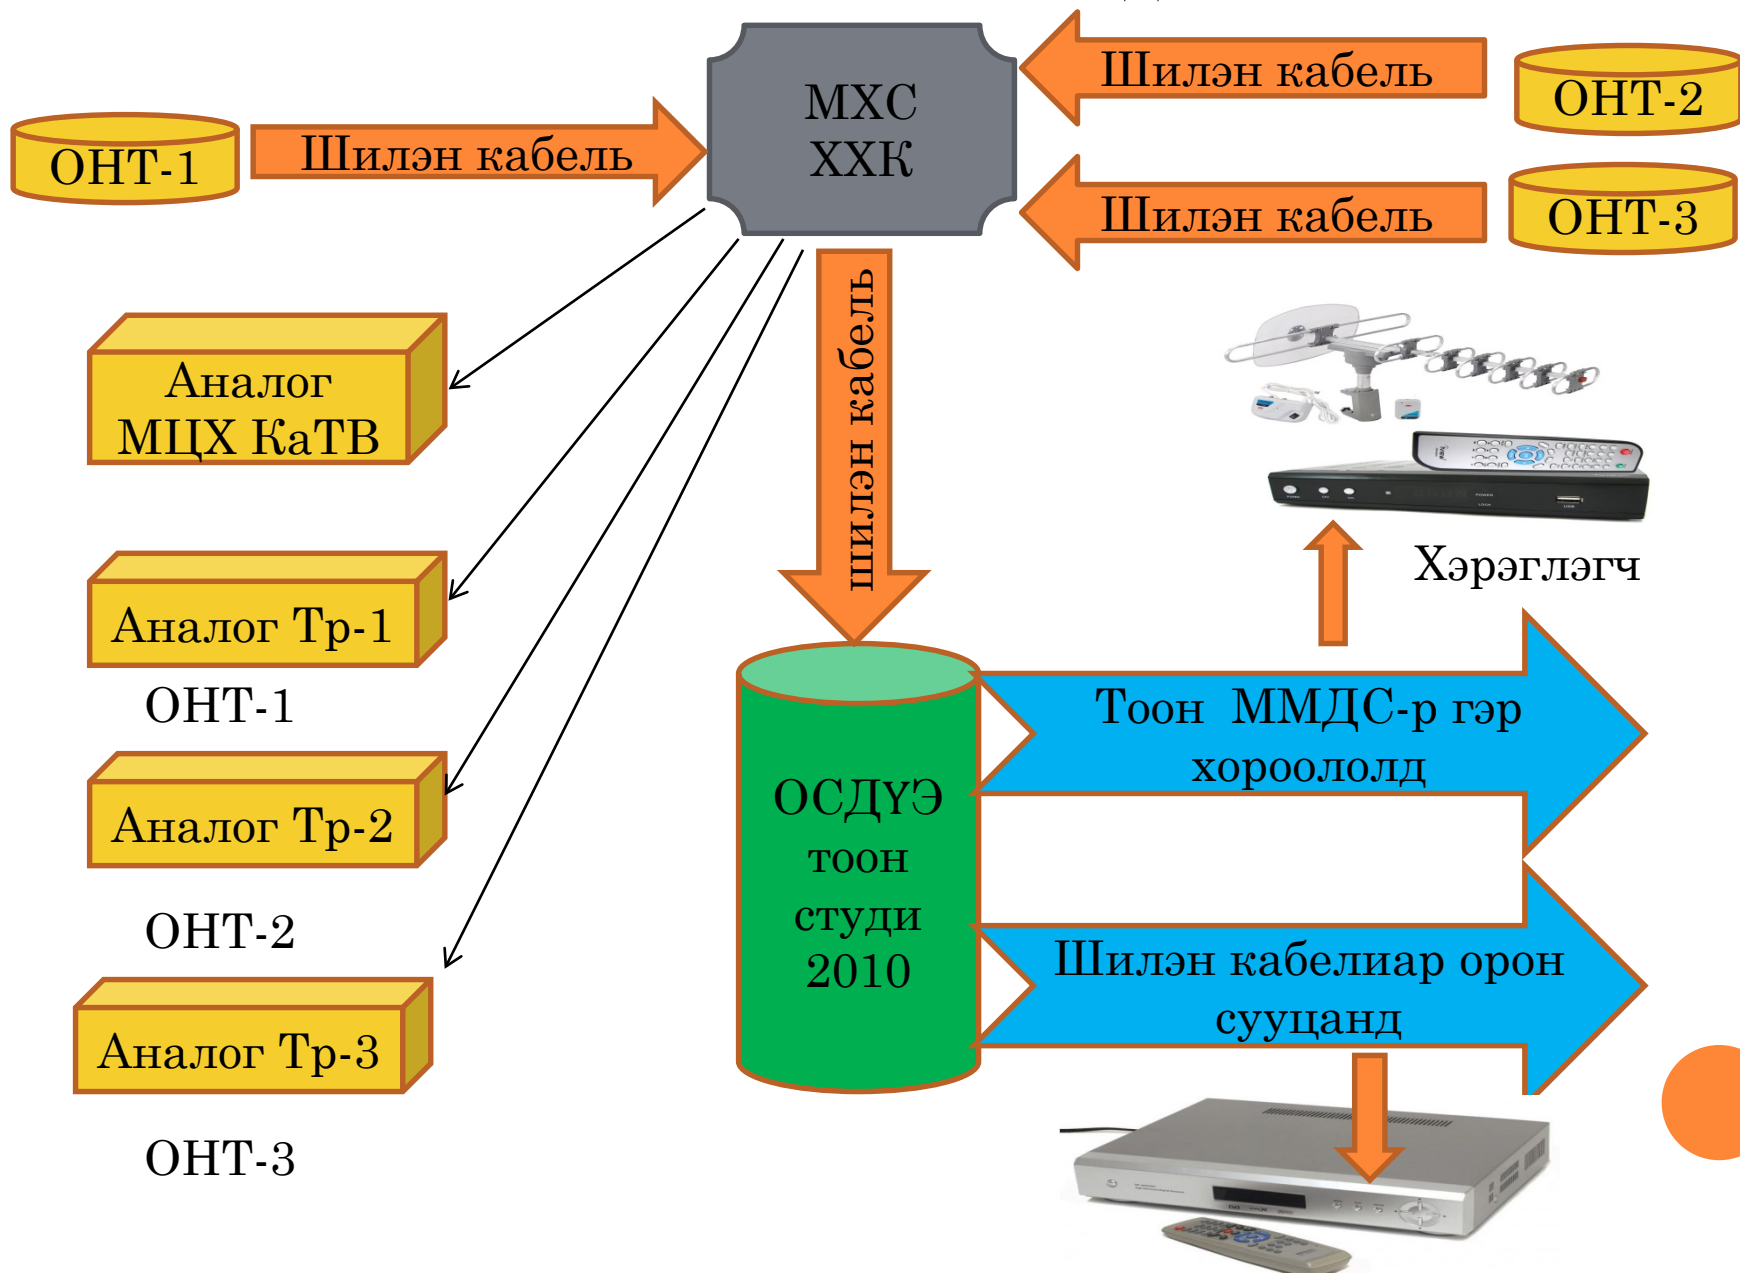 ОНТ-1
Шилэн кабель
МХС
ХХК
Шилэн кабель
ОНТ-2
Шилэн кабель
ОНТ-3
шилэн кабель
Аналог
МЦХ КаТВ
Аналог Тр-1
ОНТ-1
Аналог Тр-2
ОНТ-2
Аналог Тр-3
ОНТ-3
Хэрэглэгч
ОСДҮЭ
тоон
студи
2010
Тоон ММДС-р гэр
хороололд
Шилэн кабелиар орон
сууцанд